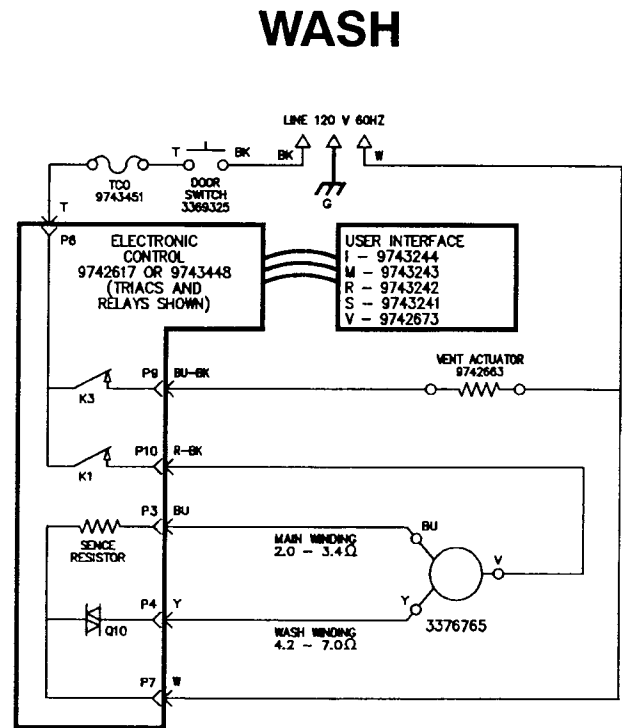 WASH
LINE 120 V 60HZ
T
BK
BK
W
TCO
9743451
DOOR
SWITCH
3369325
G
T
P6
ELECTRONIC
CONTROL
9742617 OR 9743448
(TRIACS AND
RELAYS SHOWN)
USER INTERFACE
I - 9743244
M - 9743243
R - 9743242
S - 9743241
V - 9742673
VENT ACTUATOR
9742663
P9 BU-BK
K3
P10 R-BK
K1
P3 BU
SENCE
RESISTOR
MAIN WINDING
2.0 - 3.4Ω
BU
V
P4 Y
Q10
WASH WINDING
4.2 - 7.0Ω
Y
3376765
P7 W